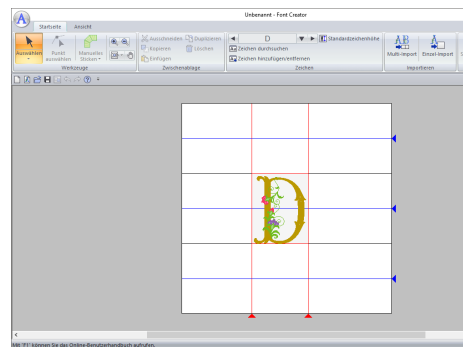 Unbenannt - Font Creator
A
Startseite Ansicht
Auswählen
Punkt auswählen
Manuelles Sticken
Werkzeuge
Ausschneiden Duplizieren
Kopieren Löschen
Einfügen
Zwischenablage
D Standardzeichenhöhe
Zeichen durchsuchen
Zeichen hinzufügen/entfernen
Zeichen
Multi-Import Einzel-Import
Importieren
D
Mit 'F1' können Sie das Online-Benutzerhandbuch aufrufen.